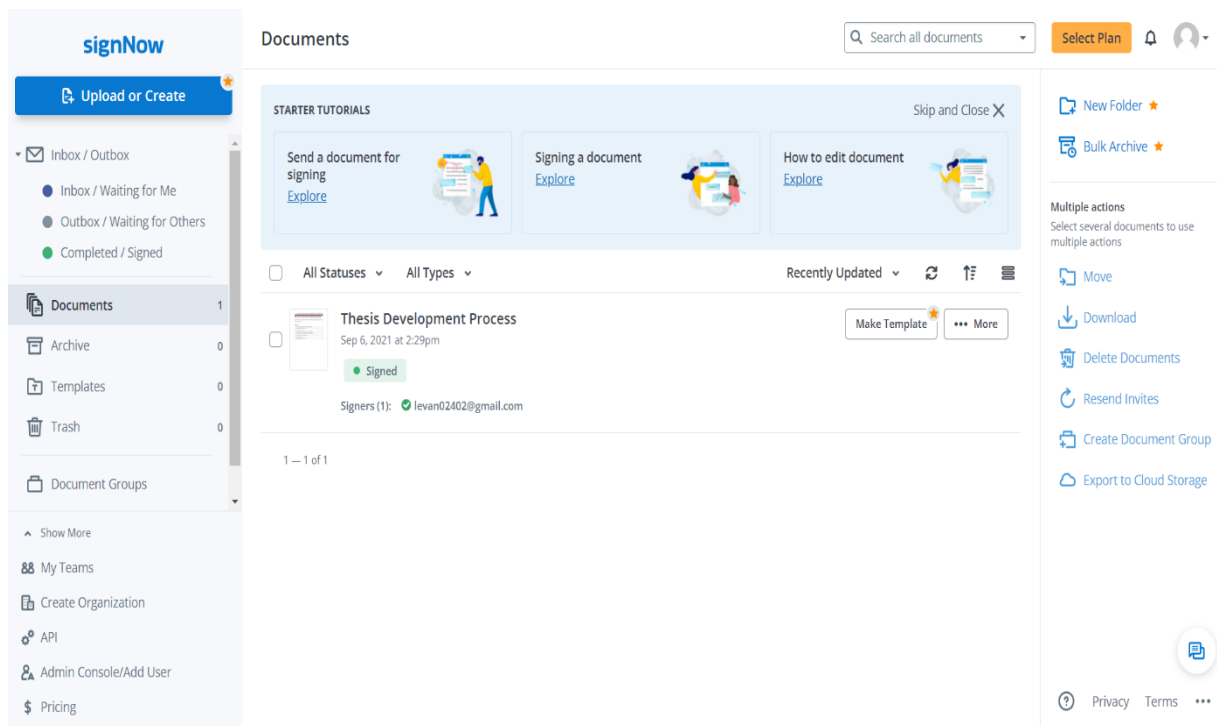 signNow
Upload or Create
Inbox / Outbox
Inbox / Waiting for Me
Outbox / Waiting for Others
Completed / Signed
Documents 1
Archive 0
Templates 0
Trash 0
Document Groups
Show More
My Teams
Create Organization
API
Admin Console/Add User
$ Pricing
Documents
Search all documents
Select Plan
STARTER TUTORIALS
Skip and Close X
Send a document for
signing
Explore
Signing a document
Explore
How to edit document
Explore
All Statuses
All Types
Recently Updated
Thesis Development Process
Sep 6, 2021 at 2:29pm
Signed
Signers (1): levan02402@gmail.com
Make Template
••• More
1 — 1 of 1
New Folder
Bulk Archive
Multiple actions
Select several documents to use
multiple actions
Move
Download
Delete Documents
Resend Invites
Create Document Group
Export to Cloud Storage
? Privacy Terms •••